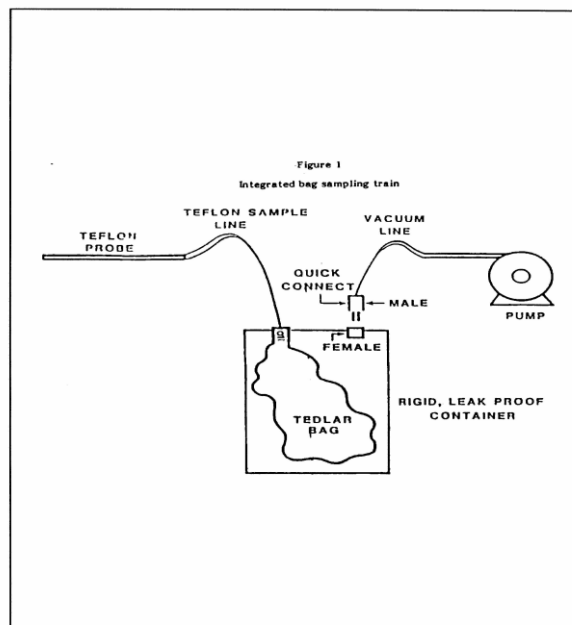 Figure 1
Integrated bag sampling train
TEFLON SAMPLE
LINE
VACUUM
LINE
TEFLON
PROBE
QUICK
CONNECT
MALE
PUMP
FEMALE
RIGID, LEAK PROOF
CONTAINER
TEDLAR
BAG